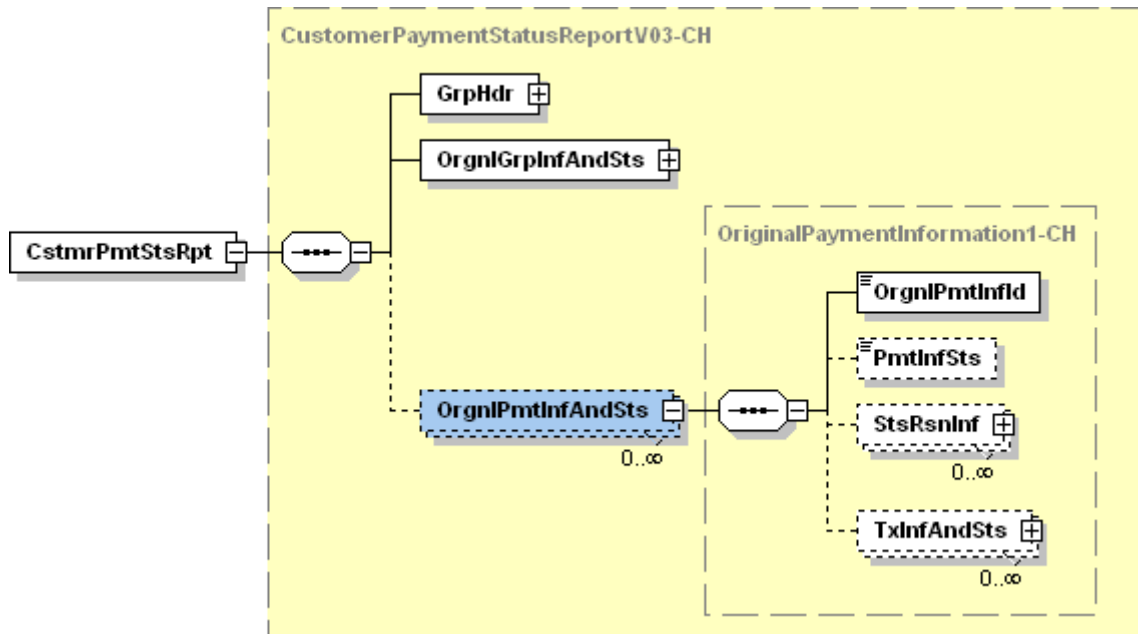 CustomerPaymentStatusReportV03-CH
GrpHdr
OrgnlGrpInfAndSts
CstmrPmtStsRpt
OriginalPaymentInformation1-CH
OrgnlPmtInfId
PmtInfSts
OrgnlPmtInfAndSts
0..∞
StsRsnInf
0..∞
TxInfAndSts
0..∞